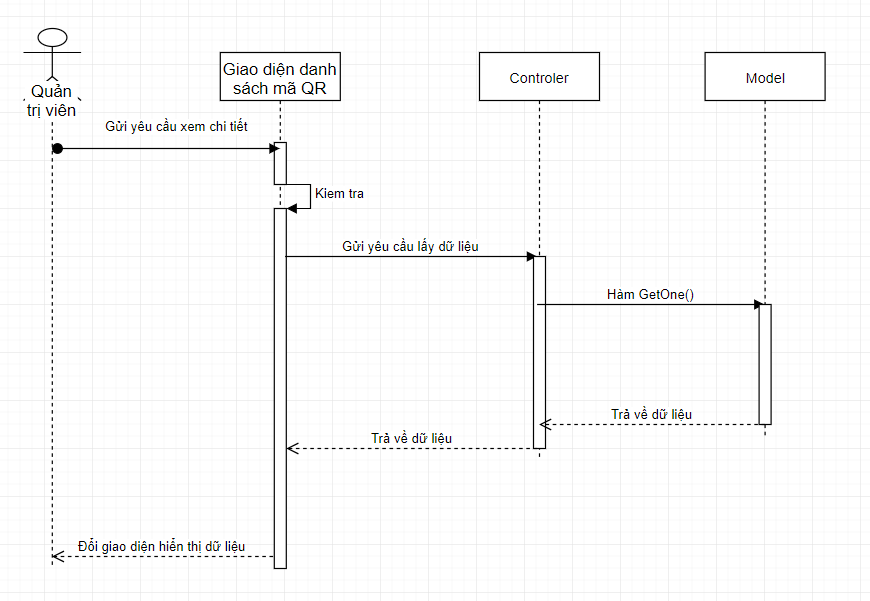 Quản
trị viên
Giao diện danh
sách mã QR
Controler
Model
Gửi yêu cầu xem chi tiết
Kiem tra
Gửi yêu cầu lấy dữ liệu
Hàm GetOne()
Trả về dữ liệu
Trả về dữ liệu
Đổi giao diện hiển thị dữ liệu